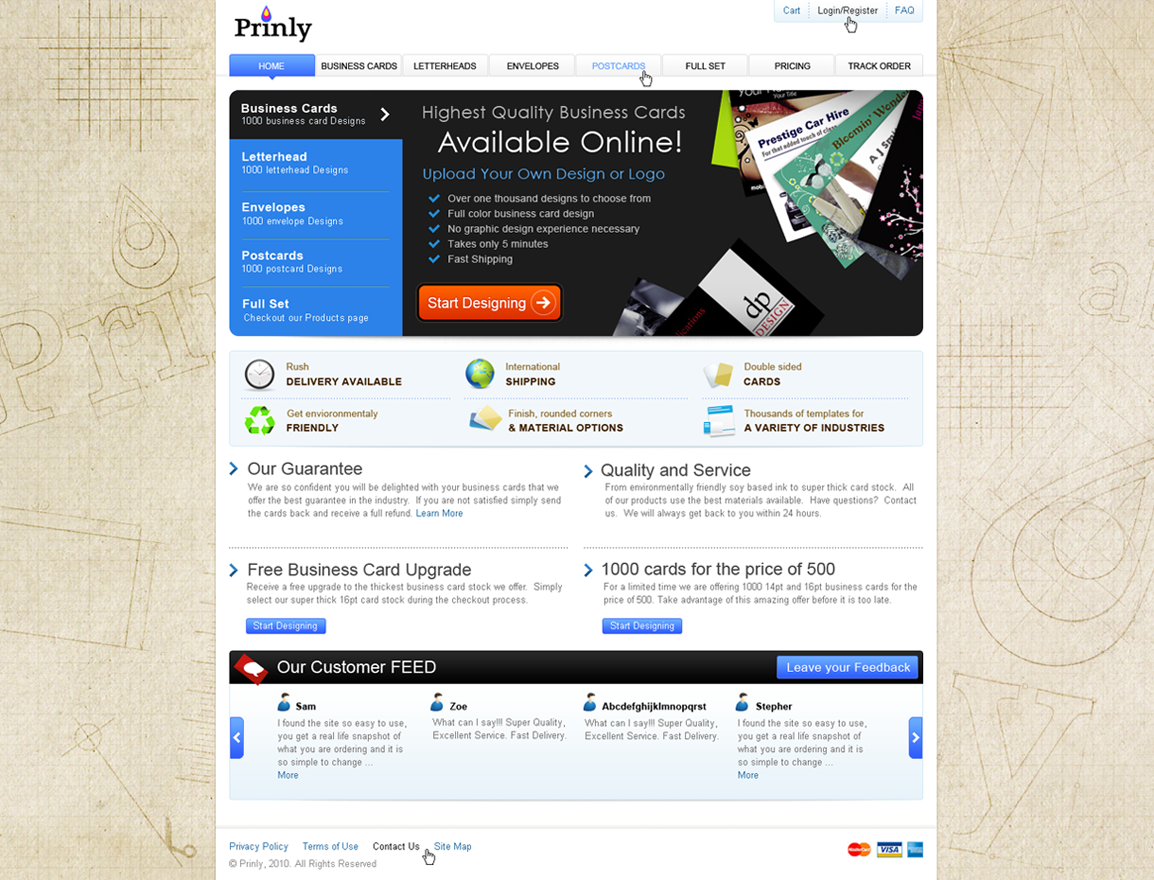 Prinly
Cart
Login/Register
FAQ
HOME
BUSINESS CARDS
LETTERHEADS
ENVELOPES
POSTCARDS
FULL SET
PRICING
TRACK ORDER
Business Cards
1000 business card Designs
Letterhead
1000 letterhead Designs
Envelopes
1000 envelope Designs
Postcards
1000 postcard Designs
Full Set
Checkout our Products page
Highest Quality Business Cards
Available Online!
Upload Your Own Design or Logo
Over one thousand designs to choose from
Full color business card design
No graphic design experience necessary
Takes only 5 minutes
Fast Shipping
Start Designing
Your Title
Prestige Car Hire
For that added touch of class
Bloomin' Wonde
A J Sm
dp
DESIGN
Rush
DELIVERY AVAILABLE
International
SHIPPING
Double sided
CARDS
Get envioronmentaly
FRIENDLY
Finish, rounded corners
& MATERIAL OPTIONS
Thousands of templates for
A VARIETY OF INDUSTRIES
Our Guarantee
We are so confident you will be delighted with your business cards that we
offer the best guarantee in the industry. If you are not satisfied simply send
the cards back and receive a full refund. Learn More
Quality and Service
From environmentally friendly soy based ink to super thick card stock. All
of our products use the best materials available. Have questions? Contact
us. We will always get back to you within 24 hours.
Free Business Card Upgrade
Receive a free upgrade to the thickest business card stock we offer. Simply
select our super thick 16pt card stock during the checkout process.
Start Designing
1000 cards for the price of 500
For a limited time we are offering 1000 14pt and 16pt business cards for the
price of 500. Take advantage of this amazing offer before it is too late.
Start Designing
Our Customer FEED
Leave your Feedback
Sam
I found the site so easy to use,
you get a real life snapshot of
what you are ordering and it is
so simple to change ...
More
Zoe
What can I say!!! Super Quality,
Excellent Service. Fast Delivery.
Abcdefghijklmnopqrst
What can I say!!! Super Quality,
Excellent Service. Fast Delivery.
Stepher
I found the site so easy to use,
you get a real life snapshot of
what you are ordering and it is
so simple to change ...
More
Privacy Policy
Terms of Use
Contact Us
Site Map
© Prinly, 2010. All Rights Reserved
MasterCard
VISA